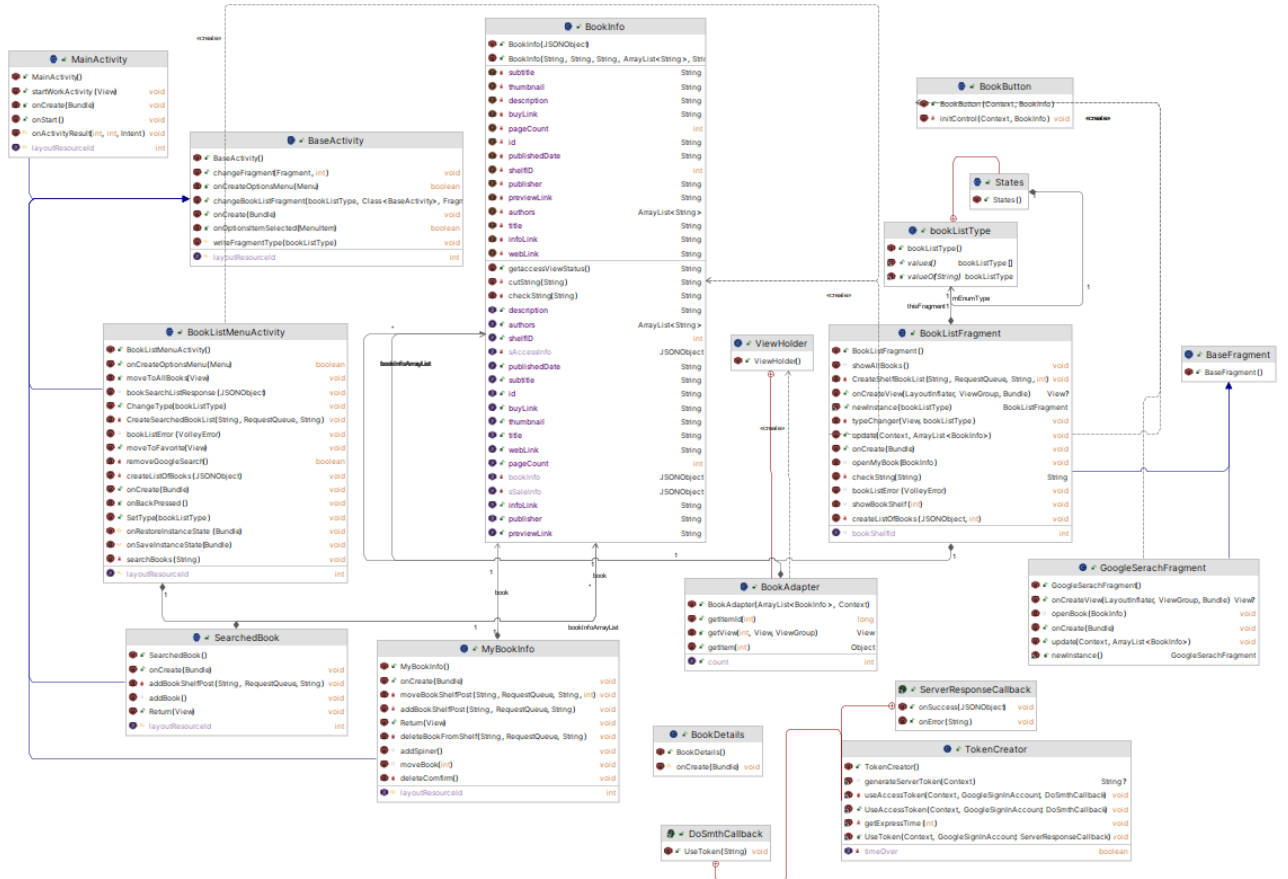 MainActivity
MainActivity()
startWorkActivity (View) void
onCreate(Bundle) void
onStart() void
onActivityResult(int, int, Intent) void
layoutResourceId int
«create»
BaseActivity
BaseActivity()
changeFragment(Fragment, int) void
onCreateOptionsMenu(Menu) boolean
changeBookListFragment(bookListType, Class<BaseActivity>, Fragr
onCreate(Bundle) void
onOptionsItemSelected(MenuItem) boolean
writeFragmentType(bookListType) void
layoutResourceId int
BookInfo
BookInfo(JSONObject)
BookInfo(String, String, String, ArrayList<String>, Strir
subtitle String
thumbnail String
description String
buyLink String
pageCount int
id String
publishedDate String
shelfID int
publisher String
previewLink String
authors ArrayList<String>
title String
infoLink String
webLink String
getaccessViewStatus() String
cutString(String) String
checkString(String) String
description String
authors ArrayList<String>
shelfID int
sAccessInfo JSONObject
publishedDate String
subtitle String
id String
buyLink String
thumbnail String
title String
webLink String
pageCount int
bookInfo JSONObject
sSaleInfo JSONObject
infoLink String
publisher String
previewLink String
BookButton
BookButton (Context, BookInfo)
initControl(Context, BookInfo) void
«create»
States
States()
bookListType
bookListType()
values() bookListType[]
valueOf(String) bookListType
1
1 mEnumType
thisFragment 1
1
«create»
BookListMenuActivity
BookListMenuActivity()
onCreateOptionsMenu(Menu) boolean
moveToAllBooks(View) void
bookSearchListResponse (JSONObject) void
ChangeType(bookListType) void
CreateSearchedBookList(String, RequestQueue, String) void
bookListError (VolleyError) void
moveToFavorite(View) void
removeGoogleSearch() boolean
createListOfBooks(JSONObject) void
onCreate(Bundle) void
onBackPressed() void
SetType(bookListType) void
onRestoreInstanceState (Bundle) void
onSaveInstanceState(Bundle) void
searchBooks(String) void
layoutResourceId int
*
bookInfoArrayList
ViewHolder
ViewHolder()
«create»
BookListFragment
BookListFragment()
showAllBooks() void
CreateShelfBookList(String, RequestQueue, String, int) void
onCreateView(LayoutInflater, ViewGroup, Bundle) View?
newInstance(bookListType) BookListFragment
typeChanger(View, bookListType) void
update(Context, ArrayList<BookInfo>) void
onCreate(Bundle) void
openMyBook(BookInfo) void
checkString(String) String
bookListError (VolleyError) void
showBookShelf(int) void
createListOfBooks(JSONObject, int) void
bookShelfId int
BaseFragment
BaseFragment()
1
1
1
1
book
book
*
bookInfoArrayList
1
1
1
BookAdapter
BookAdapter(ArrayList<BookInfo>, Context)
getItemId(int) long
getView(int, View, ViewGroup) View
getItem(int) Object
count int
GoogleSerachFragment
GoogleSerachFragment()
onCreateView(LayoutInflater, ViewGroup, Bundle) View?
openBook(BookInfo) void
onCreate(Bundle) void
update(Context, ArrayList<BookInfo>) void
newInstance() GoogleSerachFragment
SearchedBook
SearchedBook()
onCreate(Bundle) void
addBookShelfPost(String, RequestQueue, String) void
addBook() void
Return(View) void
layoutResourceId int
MyBookInfo
MyBookInfo()
onCreate(Bundle) void
moveBookShelfPost(String, RequestQueue, String, int) void
addBookShelfPost(String, RequestQueue, String) void
Return(View) void
deleteBookFromShelf(String, RequestQueue, String) void
addSpiner() void
moveBook(int) void
deleteComfirm() void
layoutResourceId int
BookDetails
BookDetails()
onCreate(Bundle) void
ServerResponseCallback
onSuccess(JSONObject) void
onError(String) void
TokenCreator
TokenCreator()
generateServerToken(Context) String?
useAccessToken(Context, GoogleSignInAccount, DoSmthCallback) void
UseAccessToken(Context, GoogleSignInAccount, DoSmthCallback) void
getExpressTime(int) void
UseToken(Context, GoogleSignInAccount, ServerResponseCallback) void
timeOver boolean
DoSmthCallback
UseToken(String) void